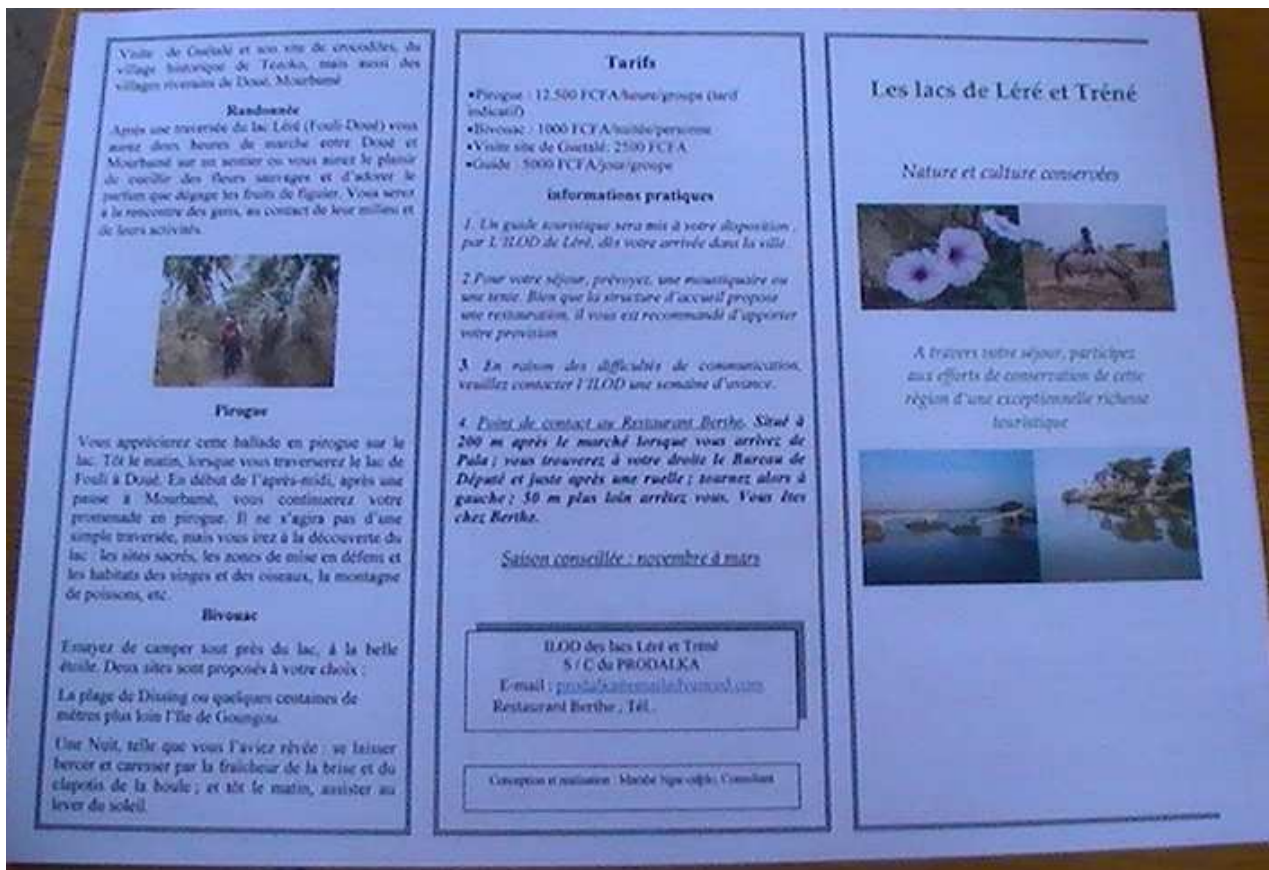 Visite de Guétalé et son site de crocodiles, du
village historique de Tezoko, mais aussi des
villages riverains de Doué, Mourbamé
Randonnée
Après une traversée du lac Léré (Fouli-Doué) vous
aurez deux heures de marche entre Doué et
Mourbamé sur un sentier ou vous aurez le plaisir
de cueillir des fleurs sauvages et d'adorer le
parfum que dégage les fruits de figuier. Vous serez
à la rencontre des gens, au contact de leur milieu et
de leurs activités.
Pirogue
Vous apprécierez cette ballade en pirogue sur le
lac. Tôt le matin, lorsque vous traverserez le lac de
Fouli à Doué. En début de l'après-midi, après une
pause à Mourbamé, vous continuerez votre
promenade en pirogue. Il ne s'agira pas d'une
simple traversée, mais vous irez à la découverte du
lac : les sites sacrés, les zones de mise en défens et
les habitats des singes et des oiseaux, la montagne
de poissons, etc.
Bivouac
Essayez de camper tout près du lac, à la belle
étoile. Deux sites sont proposés à votre choix :
La plage de Dissing ou quelques centaines de
mètres plus loin l'île de Goungou.
Une Nuit, telle que vous l'aviez rêvée : se laisser
bercer et caresser par la fraîcheur de la brise et du
clapotis de la houle ; et tôt le matin, assister au
lever du soleil.
Tarifs
•Pirogue : 12.500 FCFA/heure/groupe (tarif
indicatif)
•Bivouac : 1000 FCFA/nuitée/personne
•Visite site de Guétalé: 2500 FCFA
•Guide : 5000 FCFA/jour/groupe
informations pratiques
1. Un guide touristique sera mis à votre disposition
par L'ILOD de Léré, dès votre arrivée dans la ville
2.Pour votre séjour, prévoyez, une moustiquaire ou
une tente. Bien que la structure d'accueil propose
une restauration, il vous est recommandé d'apporter
votre provision
3. En raison des difficultés de communication,
veuillez contacter l'ILOD une semaine d'avance.
4. Point de contact au Restaurant Berthe. Situé à
200 m après le marché lorsque vous arrivez de
Pala ; vous trouverez à votre droite le Bureau de
Député et juste après une ruelle ; tournez alors à
gauche ; 50 m plus loin arrêtez vous. Vous êtes
chez Berthe.
Saison conseillée : novembre à mars
ILOD des lacs Léré et Tréné
S / C du PRODALKA
E-mail :
Restaurant Berthe , Tél..
Conception et réalisation : Consultant
Les lacs de Léré et Tréné
Nature et culture conservées
A travers votre séjour, participez
aux efforts de conservation de cette
région d'une exceptionnelle richesse
touristique